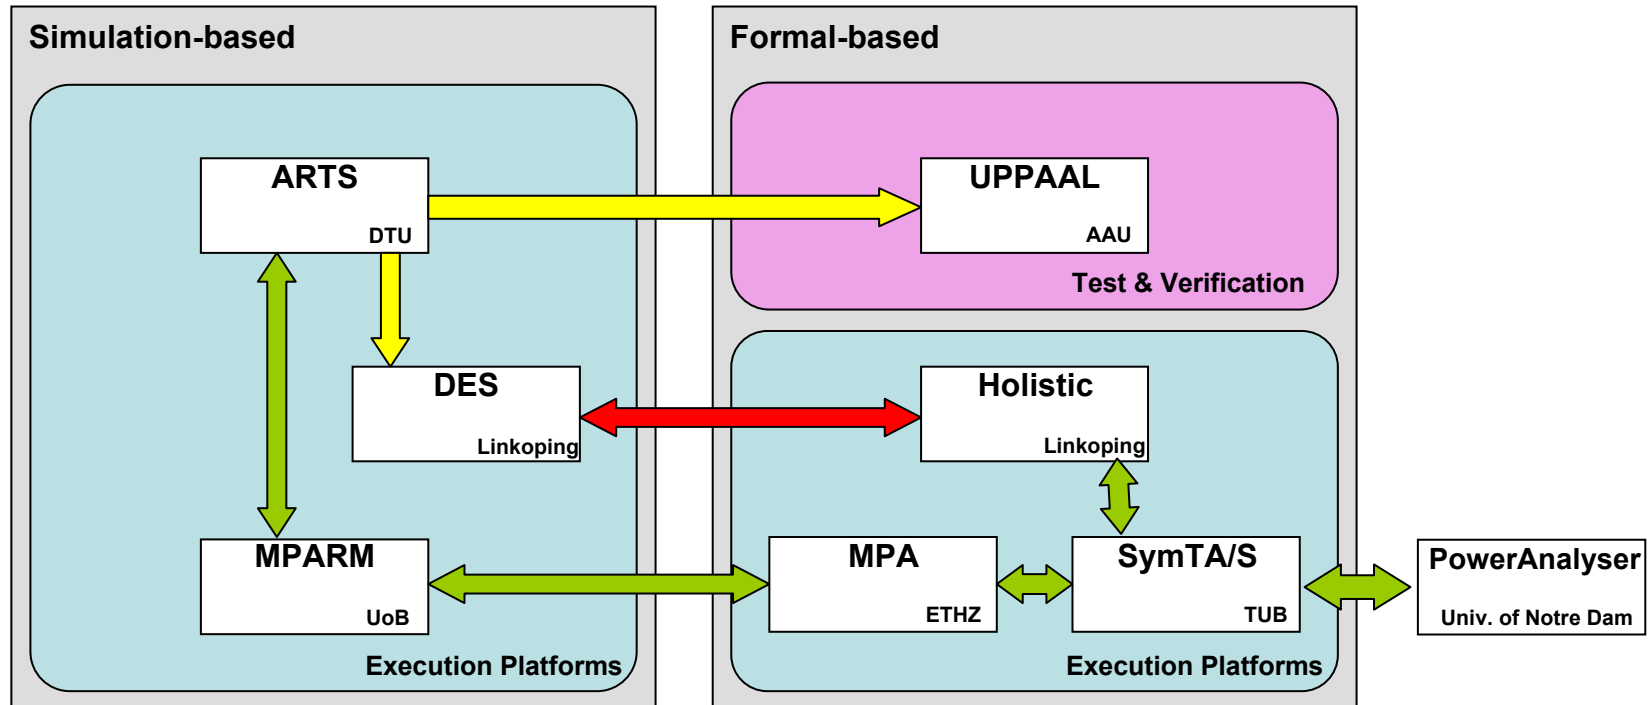 Simulation-based
Formal-based
ARTS
DTU
UPPAAL
AAU
Test & Verification
DES
Linkoping
Holistic
Linkoping
MPARM
UoB
MPA
ETHZ
SymTA/S
TUB
PowerAnalyser
Univ. of Notre Dam
Execution Platforms
Execution Platforms